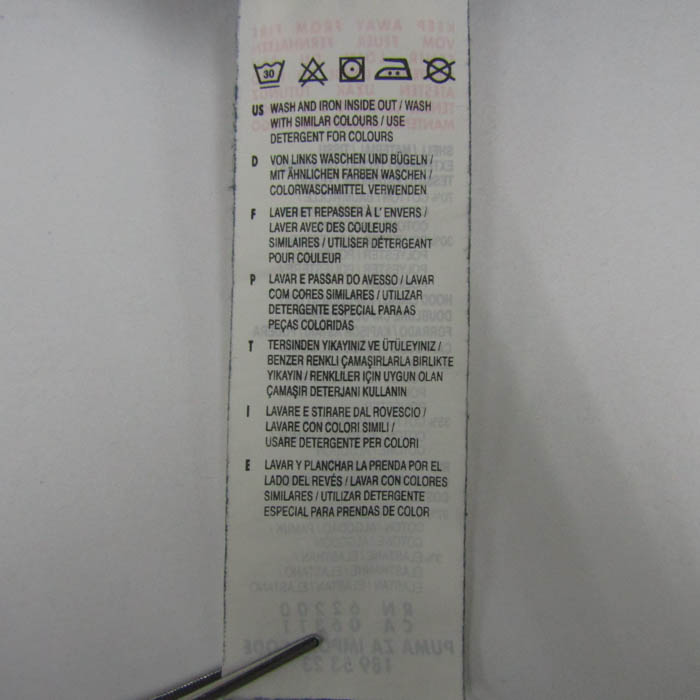 30
US WASH AND IRON INSIDE OUT / WASH
WITH SIMILAR COLOURS / USE
DETERGENT FOR COLOURS
D VON LINKS WASCHEN UND BÜGELN /
MIT ÄHNLICHEN FARBEN WASCHEN /
COLORWASCHMITTEL VERWENDEN
F LAVER ET REPASSER À L' ENVERS /
LAVER AVEC DES COULEURS
SIMILAIRES / UTILISER DÉTERGEANT
POUR COULEUR
P LAVAR E PASSAR DO AVESSO / LAVAR
COM CORES SIMILARES / UTILIZAR
DETERGENTE ESPECIAL PARA AS
PEÇAS COLORIDAS
T TERSINDEN YIKAYINIZ VE ÜTÜLEYINIZ /
BENZER RENKLI ÇAMAŞIRLARLA BIRLIKTE
YIKAYIN / RENKLILER IÇIN UYGUN OLAN
ÇAMAŞIR DETERJANI KULLANIN
I LAVARE E STIRARE DAL ROVESCIO /
LAVARE CON COLORI SIMILI /
USARE DETERGENTE PER COLORI
E LAVAR Y PLANCHAR LA PRENDA POR EL
LADO DEL REVÉS / LAVAR CON COLORES
SIMILARES / UTILIZAR DETERGENTE
ESPECIAL PARA PRENDAS DE COLOR